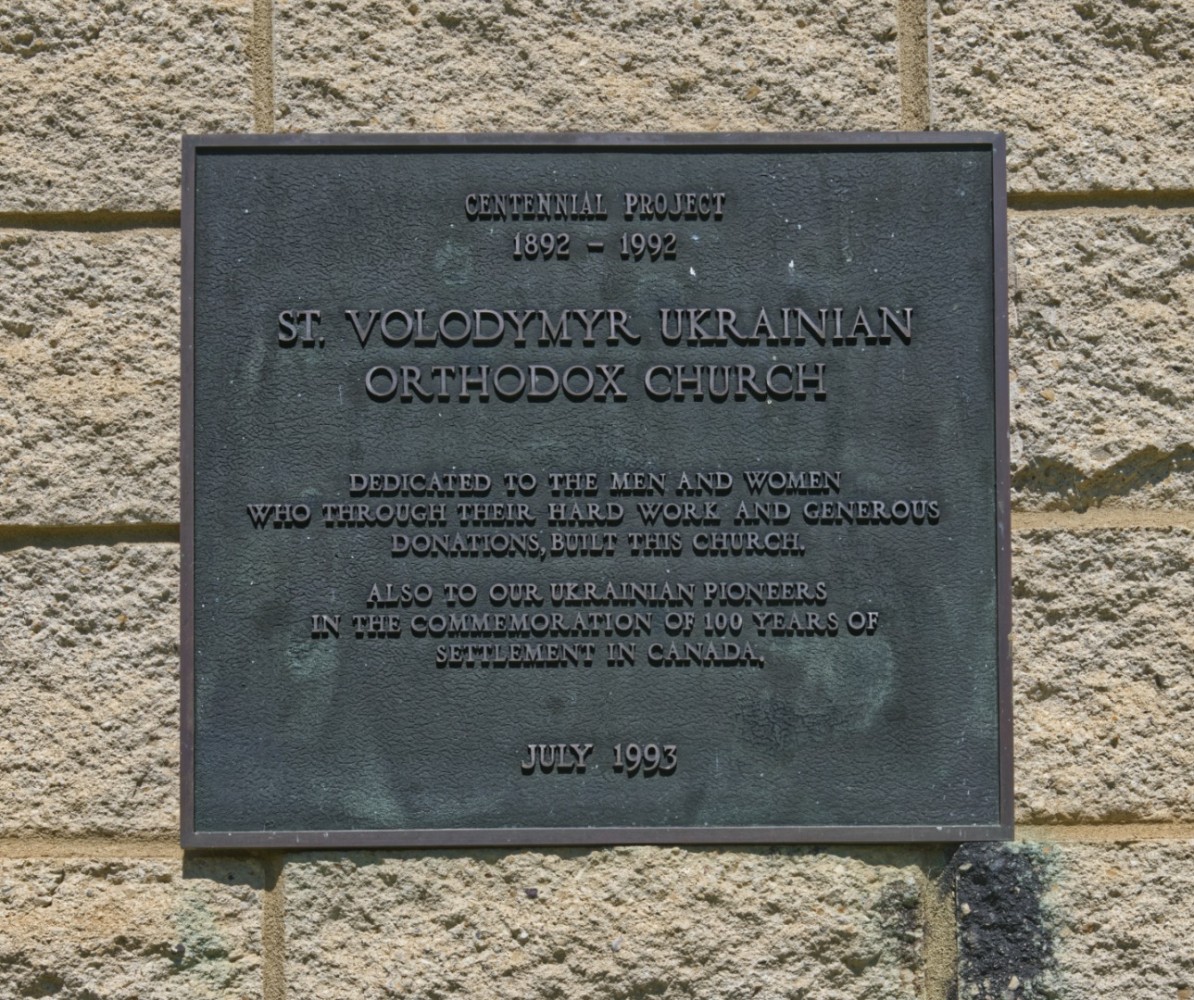 CENTENNIAL PROJECT
1892 - 1992
ST. VOLODYMYR UKRAINIAN
ORTHODOX CHURCH
DEDICATED TO THE MEN AND WOMEN
WHO THROUGH THEIR HARD WORK AND GENEROUS
DONATIONS, BUILT THIS CHURCH.
ALSO TO OUR UKRAINIAN PIONEERS
IN THE COMMEMORATION OF 100 YEARS OF
SETTLEMENT IN CANADA.
JULY 1993